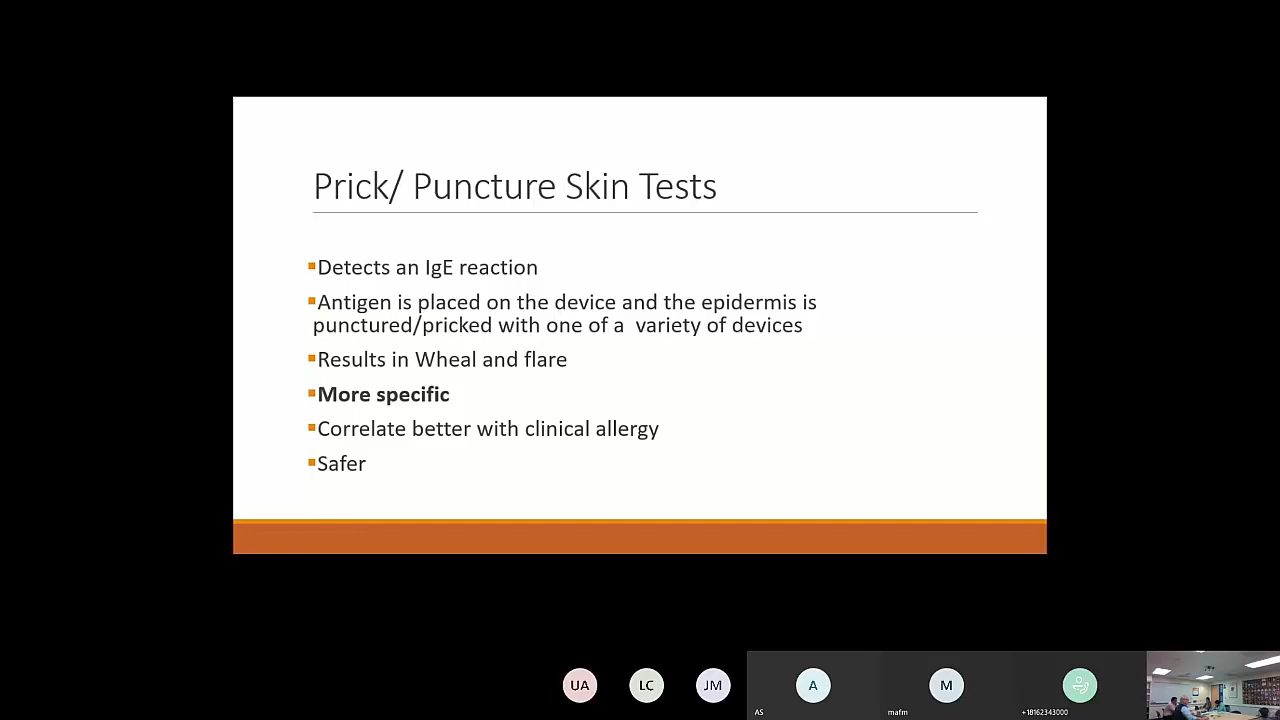 Prick/ Puncture Skin Tests
Detects an IgE reaction
Antigen is placed on the device and the epidermis is
punctured/pricked with one of a  variety of devices
Results in Wheal and flare
More specific
Correlate better with clinical allergy
Safer
UA
LC
JM
A
M
AS
mafm
+18162343000